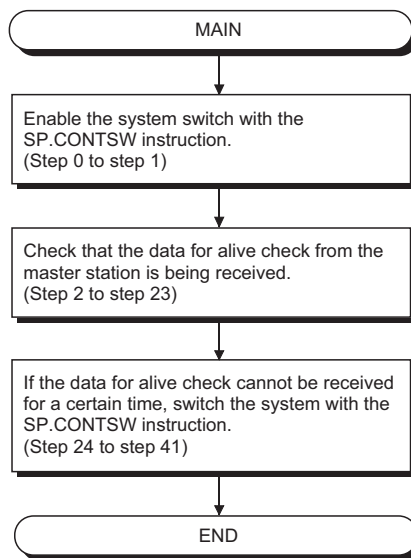 MAIN
Enable the system switch with the
SP.CONTSW instruction.
(Step 0 to step 1)
Check that the data for alive check from the
master station is being received.
(Step 2 to step 23)
If the data for alive check cannot be received
for a certain time, switch the system with the
SP.CONTSW instruction.
(Step 24 to step 41)
END